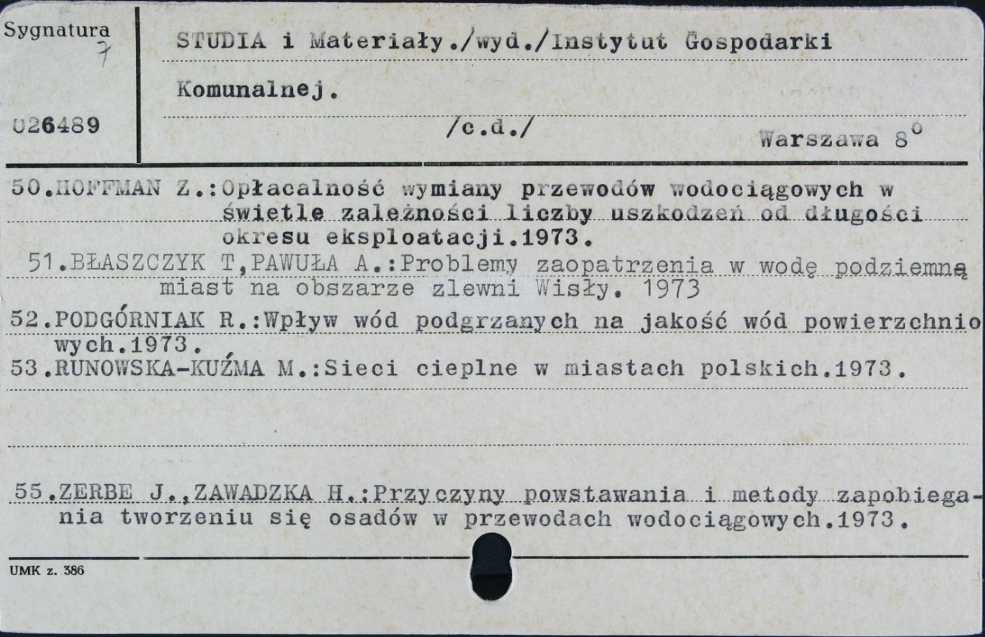 Sygnatura
7
026489
STUDIA i Materiały./wyd./Instytut Gospodarki
Komunalnej.
/c.d./
Warszawa 8°
50.HOFFMAN Z.:Opłacalność wymiany przewodów wodociągowych w
świetle zależności liczby uszkodzeń od długości
okresu eksploatacji.1973.
51.BŁASZCZYK T,PAWUŁA A.:Problemy zaopatrzenia w wodę podziemną
miast na obszarze zlewni Wisły. 1973
52.PODGÓRNIAK R.:Wpływ wód podgrzanych na jakość wód powierzchnio
wych.1973.
53.RUNOWSKA-KUŹMA M.:Sieci cieplne w miastach polskich.1973.
55.ZERBE J.,ZAWADZKA H.:Przyczyny powstawania i metody zapobiega-
nia tworzeniu się osadów w przewodach wodociągowych.1973.
UMK z. 386